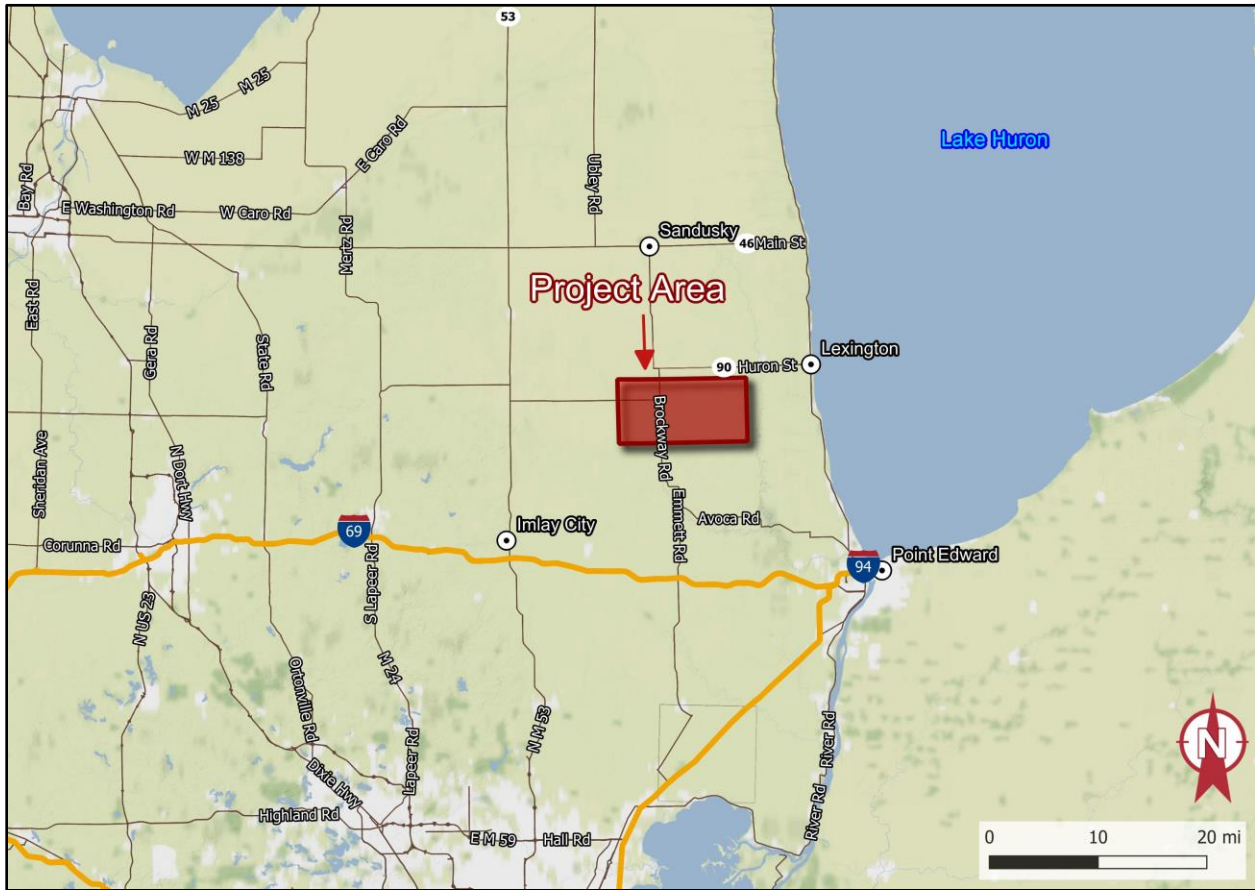 53
M 25
M 25
Lake Huron
E Caro Rd
W M 138
Ubley Rd
Bay Rd
E Washington Rd
W Caro Rd
Mertz Rd
Sandusky
46
Main St
East Rd
Project Area
Gera Rd
State Rd
Lexington
90
Huron St
Brockway Rd
Sheridan Ave
N Dort Hwy
Imlay City
69
Avoca Rd
Emmett Rd
Corunna Rd
Point Edward
94
S Lapeer Rd
N US 23
M 24
Ortonville Rd
N M 53
River Rd
River Rd
Lapeer Rd
Dixie Hwy
N
Highland Rd
E M 59
Hall Rd
0 10 20 mi